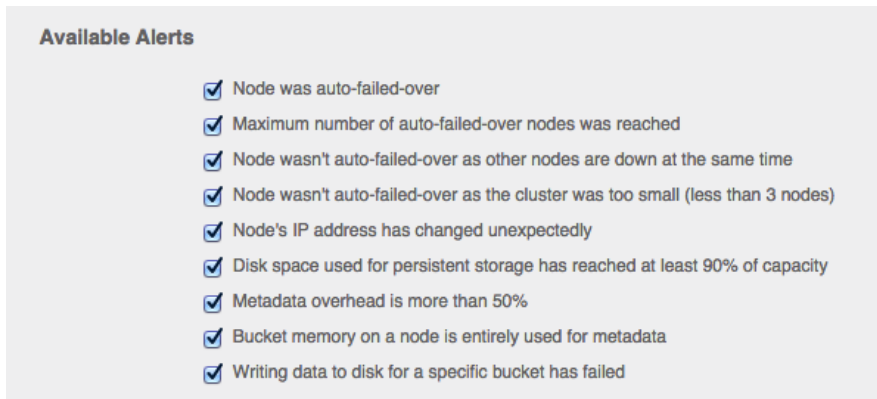 Available Alerts
Node was auto-failed-over
Maximum number of auto-failed-over nodes was reached
Node wasn't auto-failed-over as other nodes are down at the same time
Node wasn't auto-failed-over as the cluster was too small (less than 3 nodes)
Node's IP address has changed unexpectedly
Disk space used for persistent storage has reached at least 90% of capacity
Metadata overhead is more than 50%
Bucket memory on a node is entirely used for metadata
Writing data to disk for a specific bucket has failed